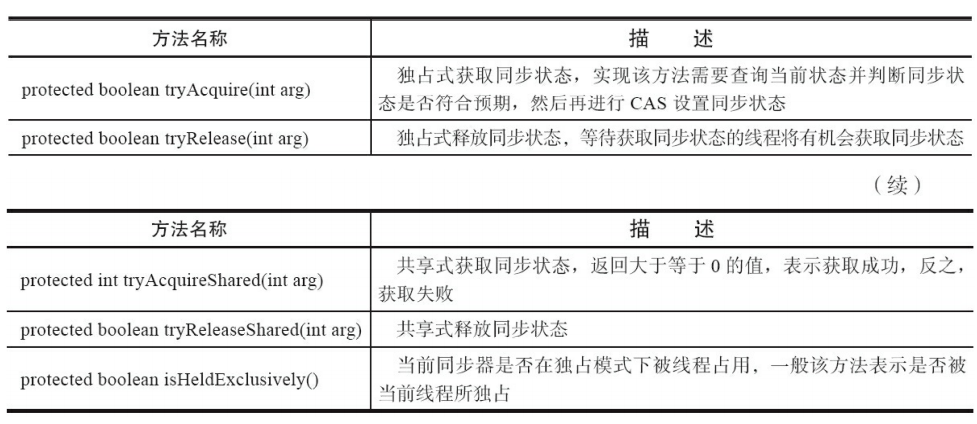 方法名称 描 述
protected boolean tryAcquire(int arg) 独占式获取同步状态，实现该方法需要查询当前状态并判断同步状
态是否符合预期，然后再进行 CAS 设置同步状态
protected boolean tryRelease(int arg) 独占式释放同步状态，等待获取同步状态的线程将有机会获取同步状态
（续）
方法名称 描 述
protected int tryAcquireShared(int arg) 共享式获取同步状态，返回大于等于 0 的值，表示获取成功，反之，
获取失败
protected boolean tryReleaseShared(int arg) 共享式释放同步状态
protected boolean isHeldExclusively() 当前同步器是否在独占模式下被线程占用，一般该方法表示是否被
当前线程所独占